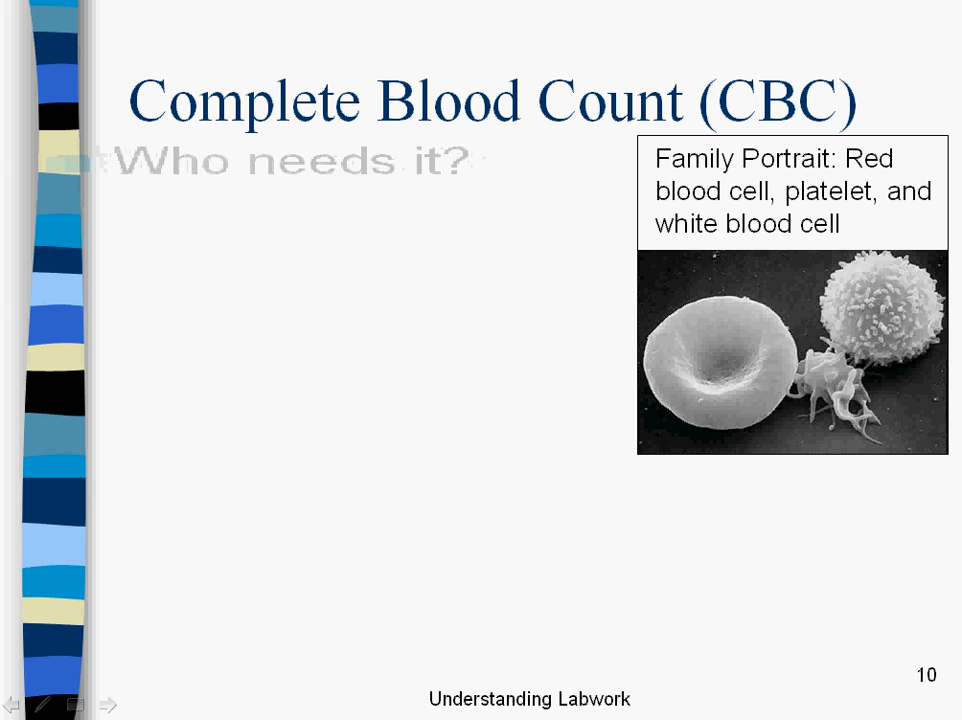 Complete Blood Count (CBC)
Who needs it?
Family Portrait: Red
blood cell, platelet, and
white blood cell
10
Understanding Labwork